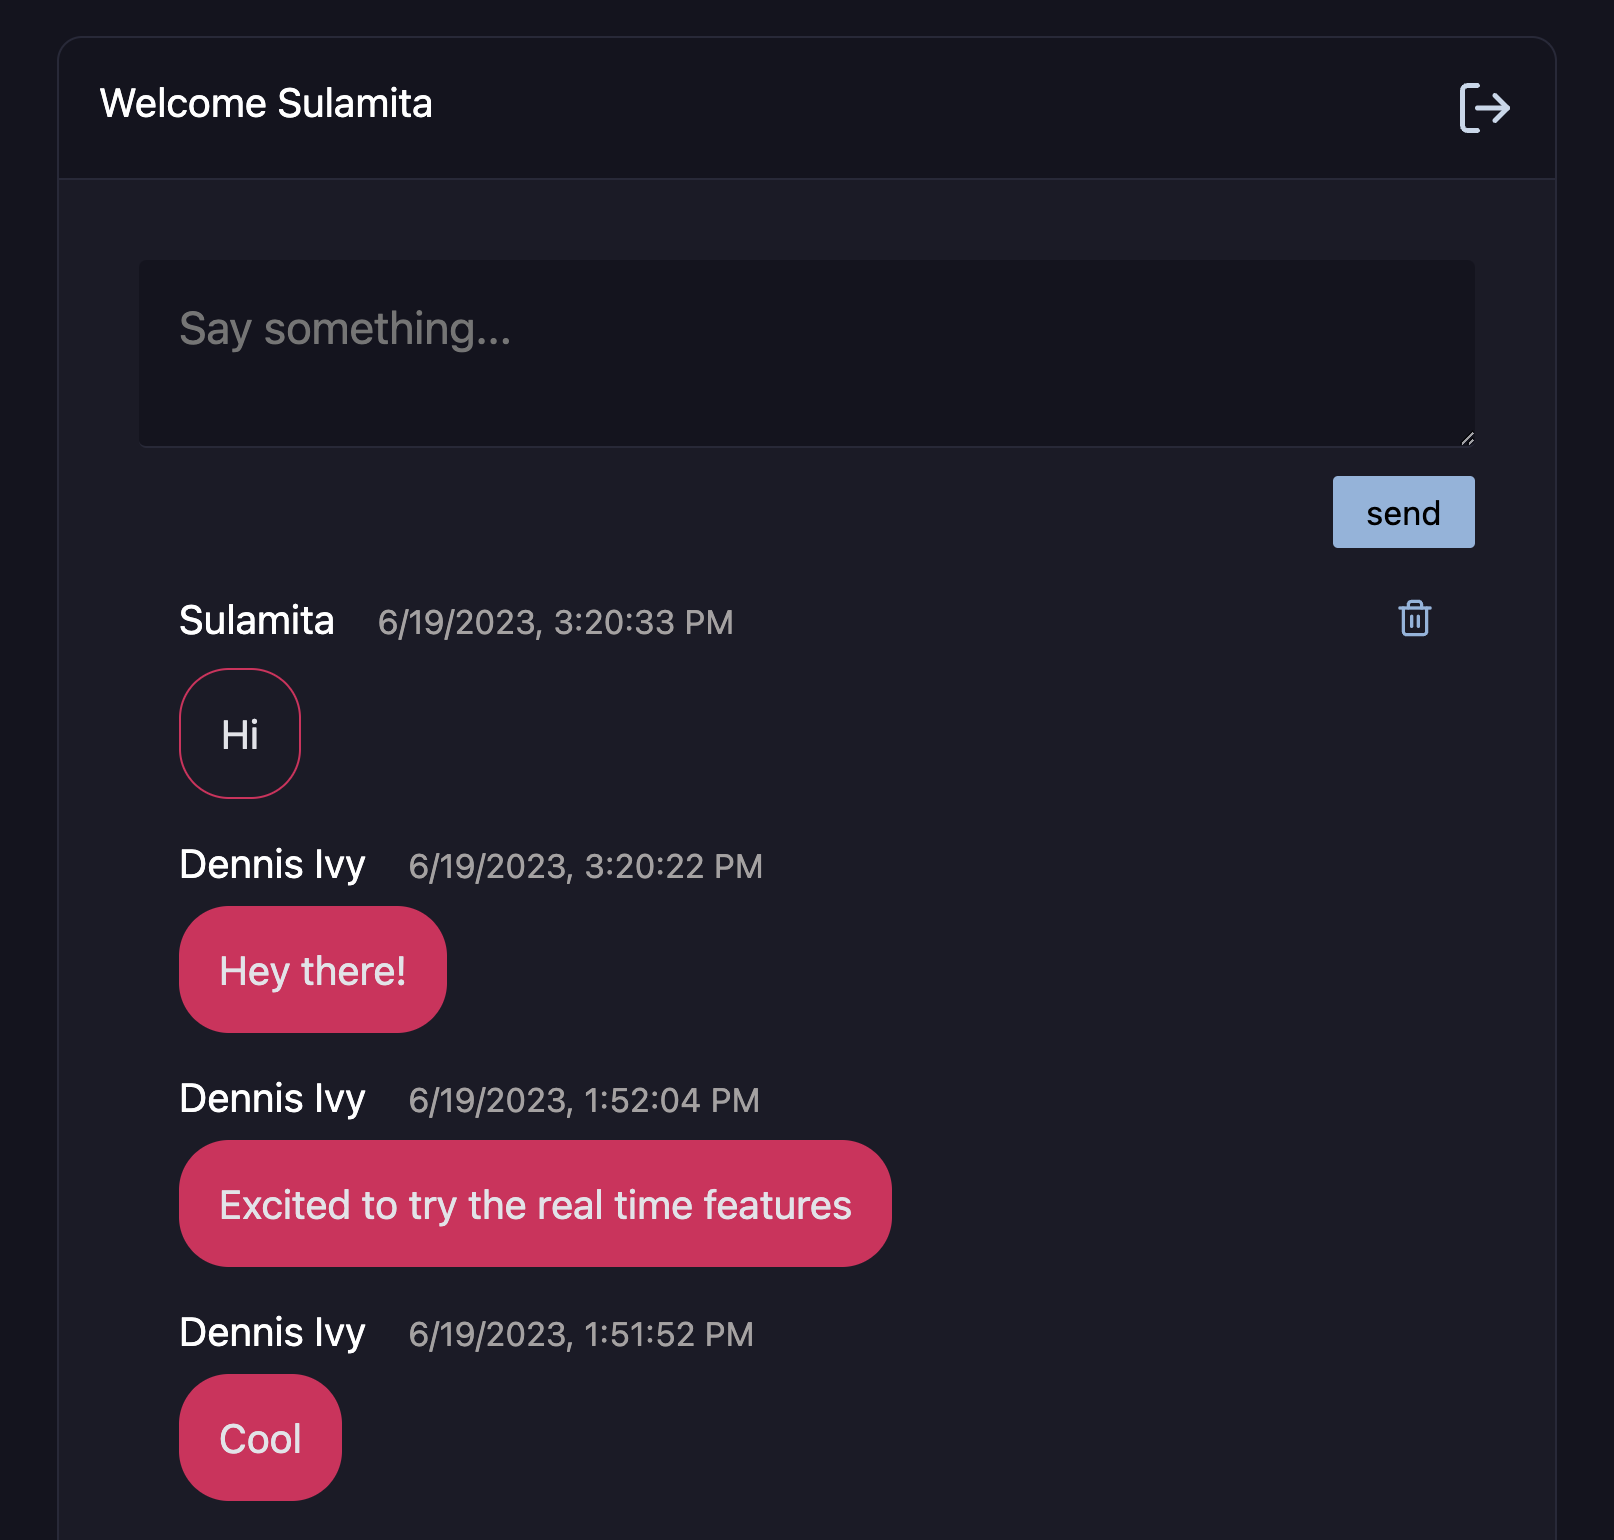 Welcome Sulamita
Say something...
send
Sulamita 6/19/2023, 3:20:33 PM
Hi
Dennis Ivy 6/19/2023, 3:20:22 PM
Hey there!
Dennis Ivy 6/19/2023, 1:52:04 PM
Excited to try the real time features
Dennis Ivy 6/19/2023, 1:51:52 PM
Cool